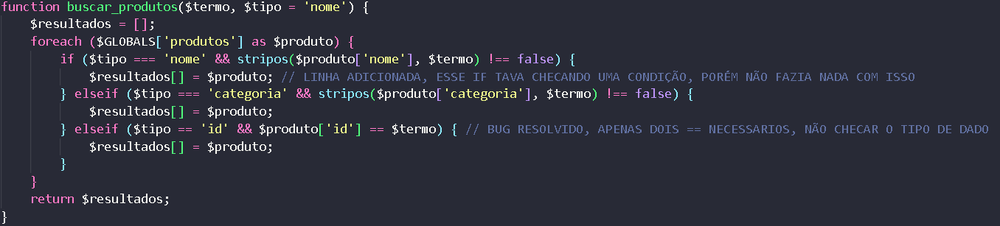 function buscar_produtos($termo, $tipo = 'nome') {
    $resultados = [];
    foreach ($GLOBALS['produtos'] as $produto) {
        if ($tipo === 'nome' && stripos($produto['nome'], $termo) !== false) {
            $resultados[] = $produto; // LINHA ADICIONADA, ESSE IF TAVA CHECANDO UMA CONDIÇÃO, PORÉM NÃO FAZIA NADA COM ISSO
        } elseif ($tipo === 'categoria' && stripos($produto['categoria'], $termo) !== false) {
            $resultados[] = $produto;
        } elseif ($tipo == 'id' && $produto['id'] == $termo) { // BUG RESOLVIDO, APENAS DOIS == NECESSARIOS, NÃO CHECAR O TIPO DE DADO
            $resultados[] = $produto;
        }
    }
    return $resultados;
}